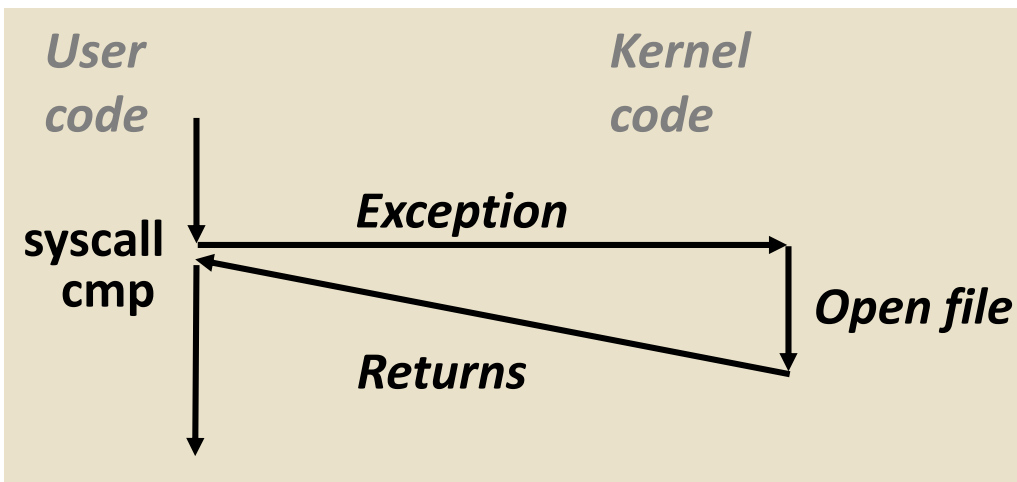 User
code
Kernel
code
Exception
syscall
cmp
Open file
Returns